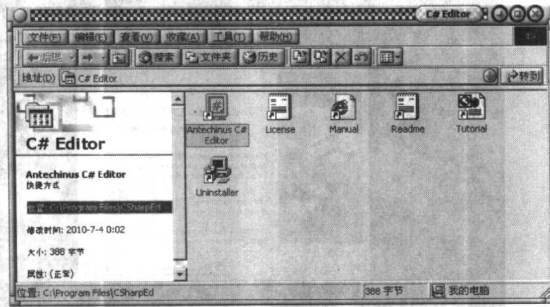 C# Editor
文件(F) 编辑(E) 查看(V) 收藏(A) 工具(T) 帮助(H)
后退 搜索 文件夹 历史
地址(D) C# Editor 转到
C# Editor
Antechinus C# Editor
快捷方式
位置: C:\Program Files\CSharpEd
修改时间: 2010-7-4 0:02
大小: 388 字节
属性: (正常)
Antechinus C# Editor
License
Manual
Readme
Tutorial
Uninstaller
位置: C:\Program Files\CSharpEd 388 字节 我的电脑